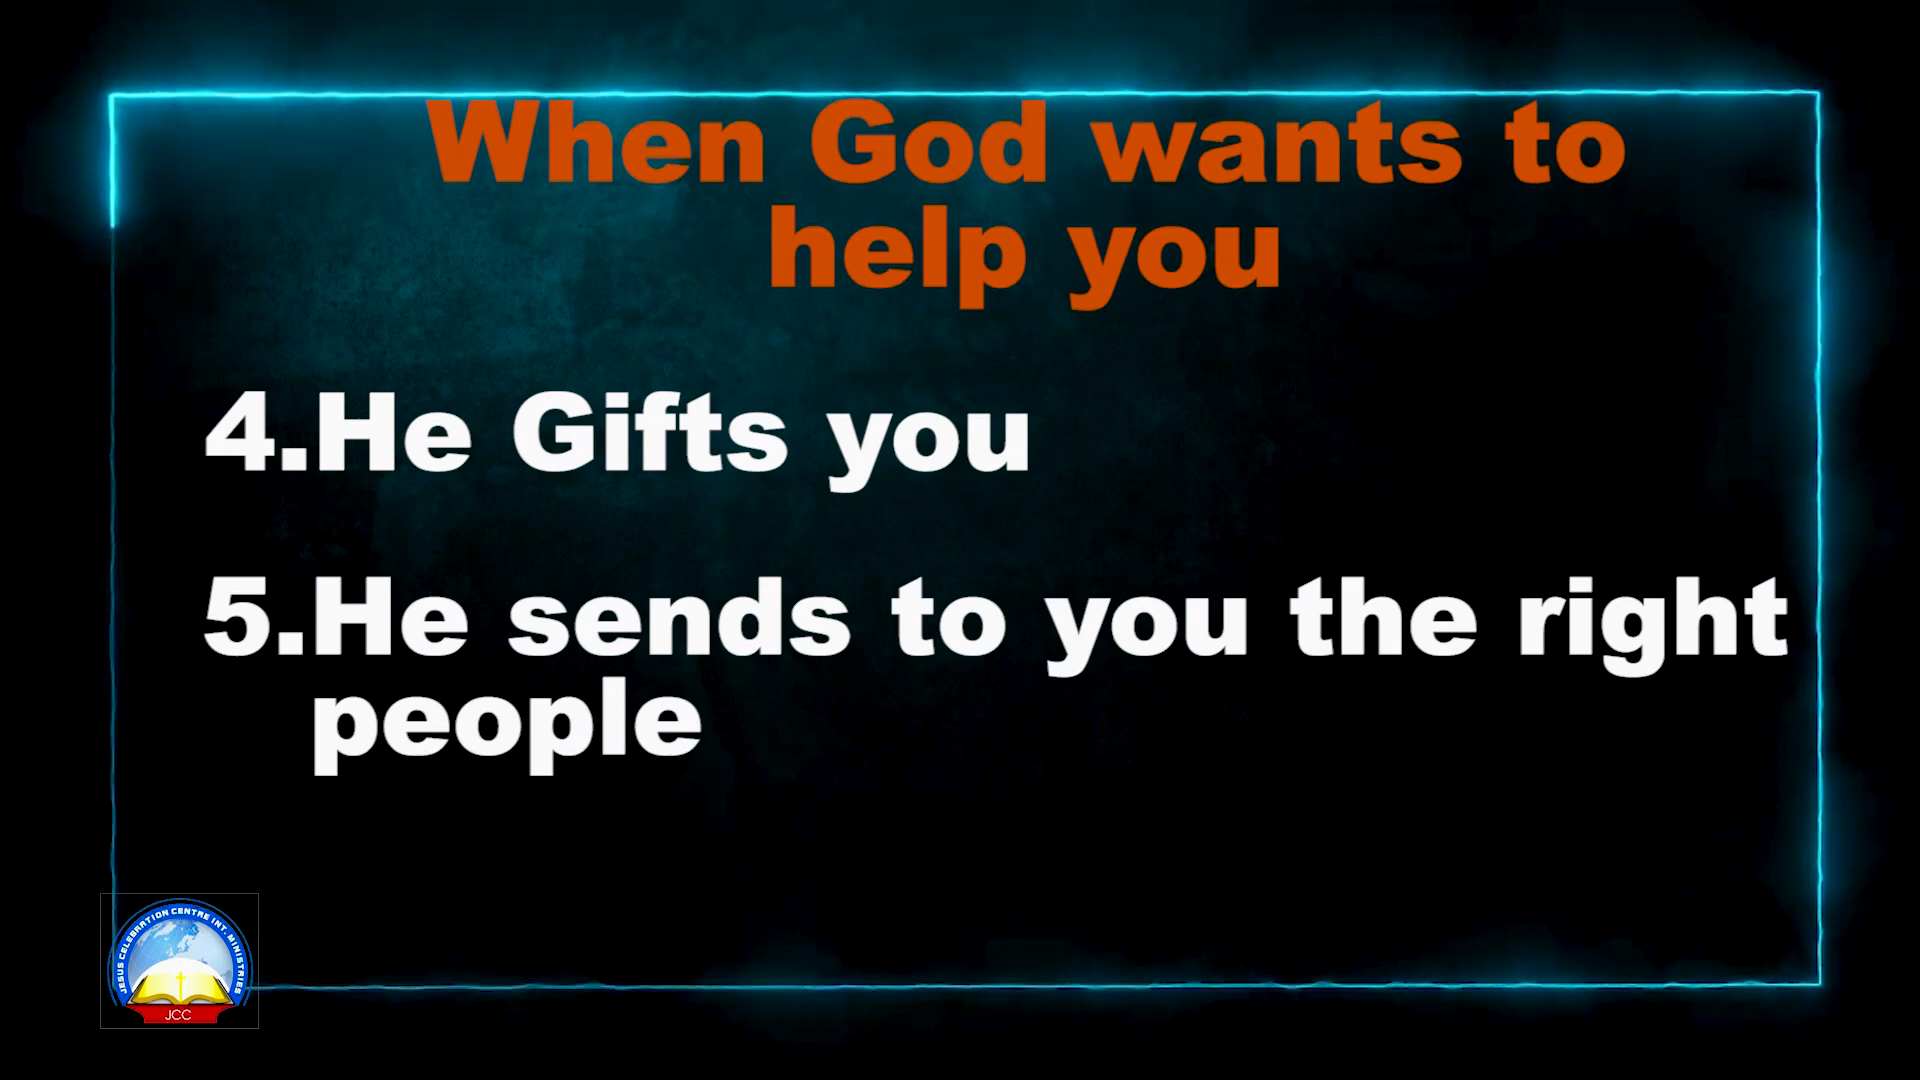 When God wants to
help you
4.He Gifts you
5.He sends to you the right
people
JESUS CELEBRATION CENTRE INT. MINISTRIES
JCC